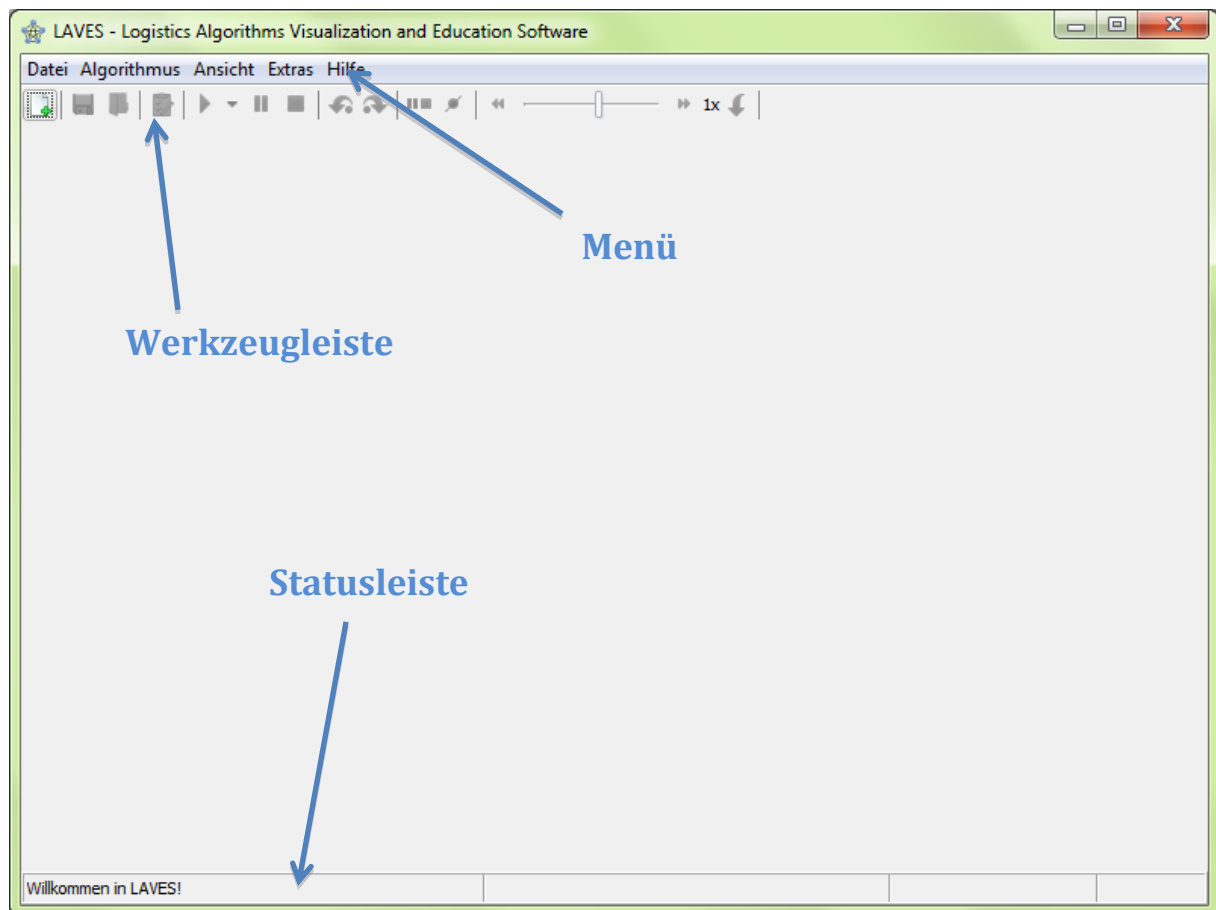 LAVES - Logistics Algorithms Visualization and Education Software
Datei Algorithmus Ansicht Extras Hilfe
1x
Menü
Werkzeugleiste
Statusleiste
Willkommen in LAVES!